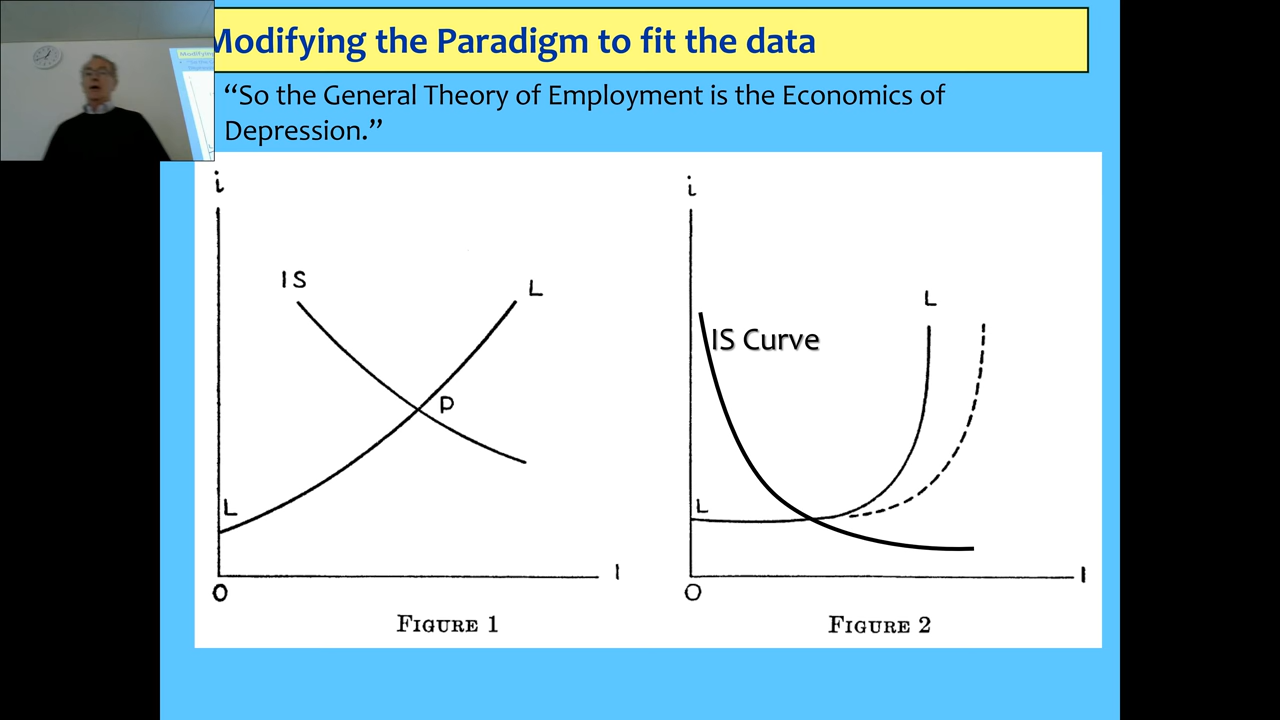 Modifying the Paradigm to fit the data
“So the General Theory of Employment is the Economics of
Depression.”
i
IS
L
P
L
O
I
FIGURE 1
i
L
IS Curve
L
O
I
FIGURE 2